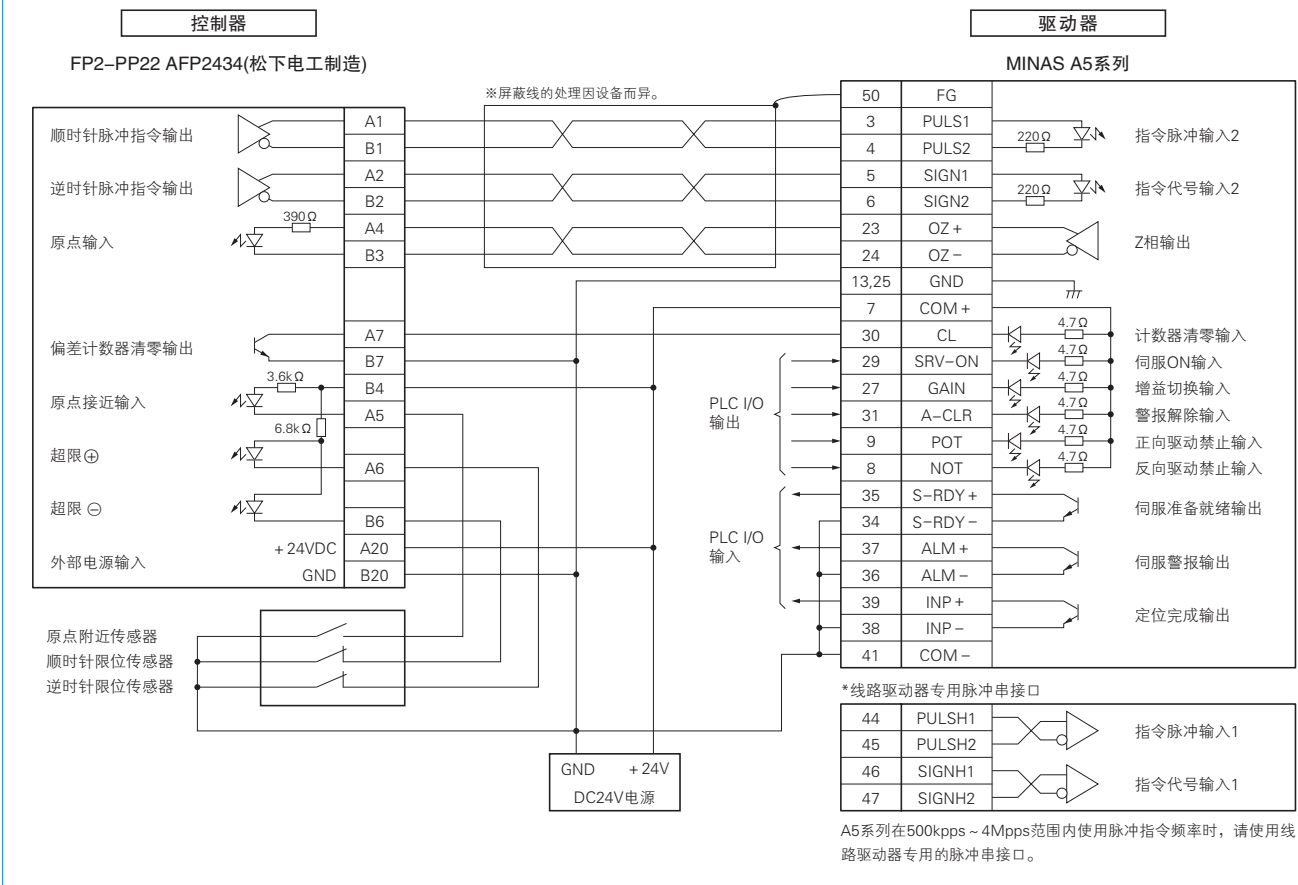 控制器
FP2-PP22 AFP2434(松下电工制造)
驱动器
MINAS A5系列
※屏蔽线的处理因设备而异。
顺时针脉冲指令输出
A1
B1
逆时针脉冲指令输出
A2
B2
390Ω
原点输入
A4
B3
偏差计数器清零输出
A7
B7
3.6kΩ
原点接近输入
B4
A5
6.8kΩ
超限⊕
A6
超限⊖
B6
外部电源输入
+24VDC A20
GND B20
原点附近传感器
顺时针限位传感器
逆时针限位传感器
GND +24V
DC24V电源
PLC I/O
输出
PLC I/O
输入
50 FG
3 PULS1
4 PULS2
220Ω
指令脉冲输入2
5 SIGN1
6 SIGN2
220Ω
指令代号输入2
23 OZ+
24 OZ-
Z相输出
13,25 GND
7 COM+
30 CL 4.7Ω 计数器清零输入
29 SRV-ON 4.7Ω 伺服ON输入
27 GAIN 4.7Ω 增益切换输入
31 A-CLR 4.7Ω 警报解除输入
9 POT 4.7Ω 正向驱动禁止输入
8 NOT 4.7Ω 反向驱动禁止输入
35 S-RDY+
34 S-RDY-
伺服准备就绪输出
37 ALM+
36 ALM-
伺服警报输出
39 INP+
38 INP-
定位完成输出
41 COM-
*线路驱动器专用脉冲串接口
44 PULSH1
45 PULSH2
指令脉冲输入1
46 SIGNH1
47 SIGNH2
指令代号输入1
A5系列在500kpps~4Mpps范围内使用脉冲指令频率时，请使用线
路驱动器专用的脉冲串接口。